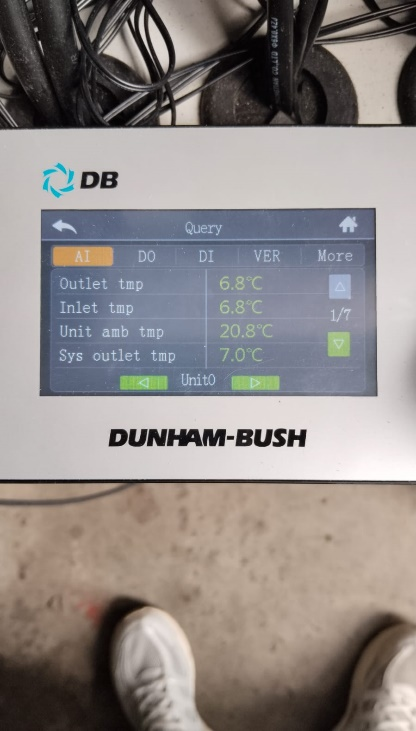 DB
Query
AI DO DI VER More
Outlet tmp 6.8°C
Inlet tmp 6.8°C
Unit amb tmp 20.8°C
Sys outlet tmp 7.0°C
1/7
Unit0
DUNHAM-BUSH